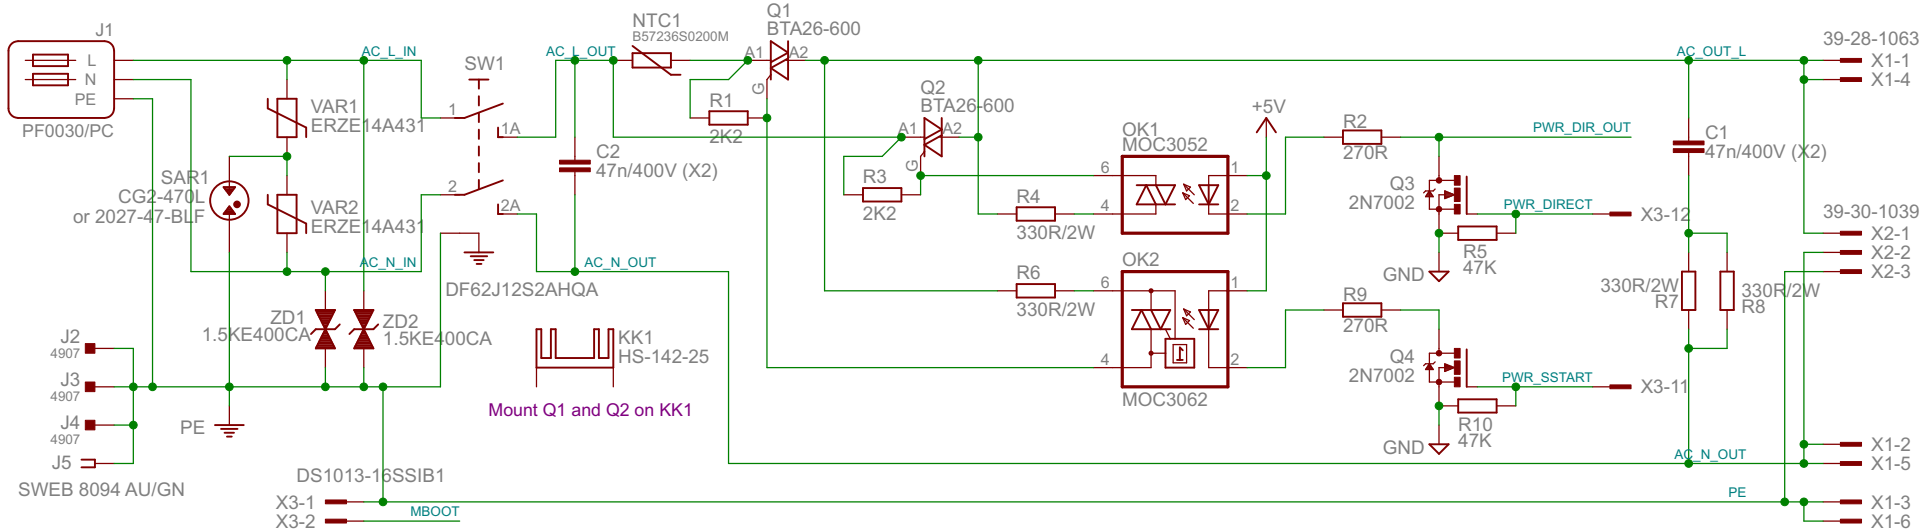 J1
L
N
PE
PF0030/PC
AC_L_IN
VAR1
ERZE14A431
SAR1
CG2-470L
or 2027-47-BLF
VAR2
ERZE14A431
AC_N_IN
SW1
1
1A
2
2A
DF62J12S2AHQA
AC_L_OUT
C2
47n/400V (X2)
AC_N_OUT
NTC1
B57236S0200M
Q1
BTA26-600
A1
A2
G
R1
2K2
Q2
BTA26-600
A1
A2
G
R3
2K2
R4
330R/2W
R6
330R/2W
OK1
MOC3052
6
4
1
2
OK2
6
4
1
2
MOC3062
+5V
R2
270R
PWR_DIR_OUT
Q3
2N7002
PWR_DIRECT
X3-12
R5
47K
GND
R9
270R
Q4
2N7002
PWR_SSTART
X3-11
R10
47K
GND
AC_OUT_L
C1
47n/400V (X2)
330R/2W
R7
330R/2W
R8
AC_N_OUT
39-28-1063
X1-1
X1-4
39-30-1039
X2-1
X2-2
X2-3
X1-2
X1-5
PE
X1-3
X1-6
ZD1
1.5KE400CA
ZD2
1.5KE400CA
KK1
HS-142-25
Mount Q1 and Q2 on KK1
J2
4907
J3
4907
J4
4907
J5
SWEB 8094 AU/GN
PE
DS1013-16SSIB1
X3-1
X3-2
MBOOT